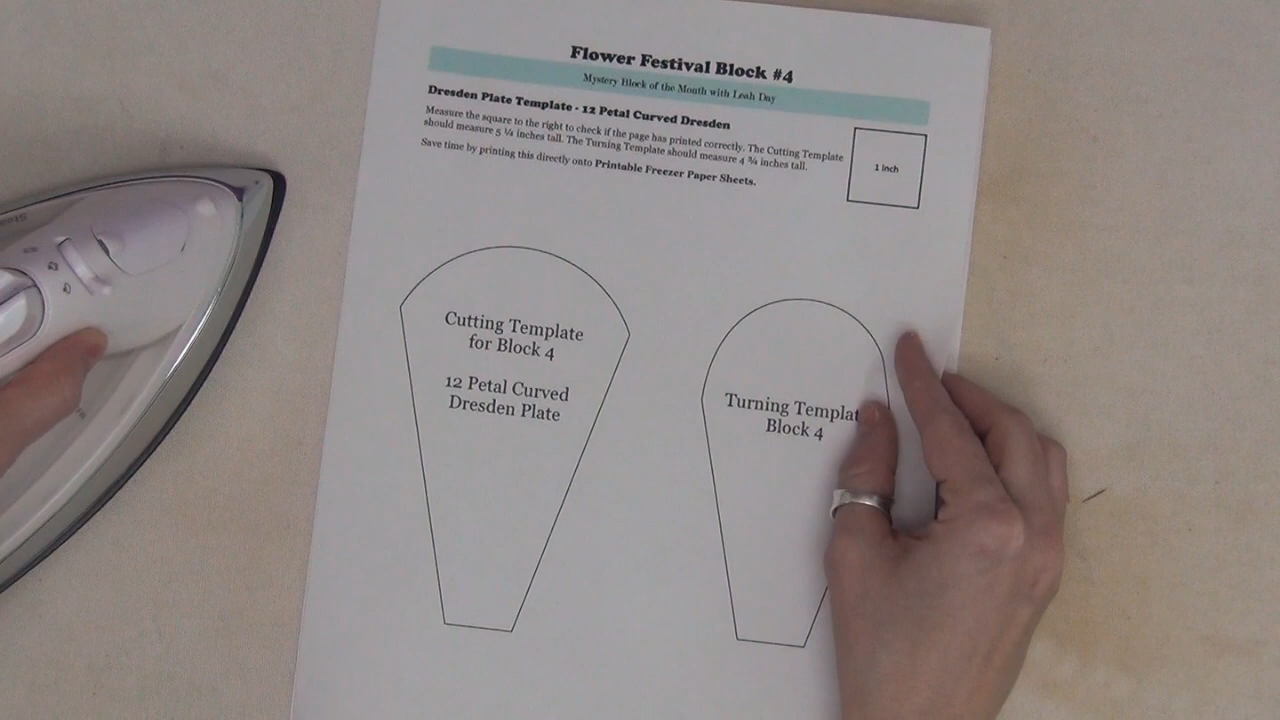 Flower Festival Block #4
Mystery Block of the Month with Leah Day
Dresden Plate Template - 12 Petal Curved Dresden
Measure the square to the right to check if the page has printed correctly. The Cutting Template
should measure 5 ¼ inches tall. The Turning Template should measure 4 ¾ inches tall.
Save time by printing this directly onto Printable Freezer Paper Sheets.
1 Inch
Cutting Template
for Block 4
12 Petal Curved
Dresden Plate
Turning Templat
Block 4